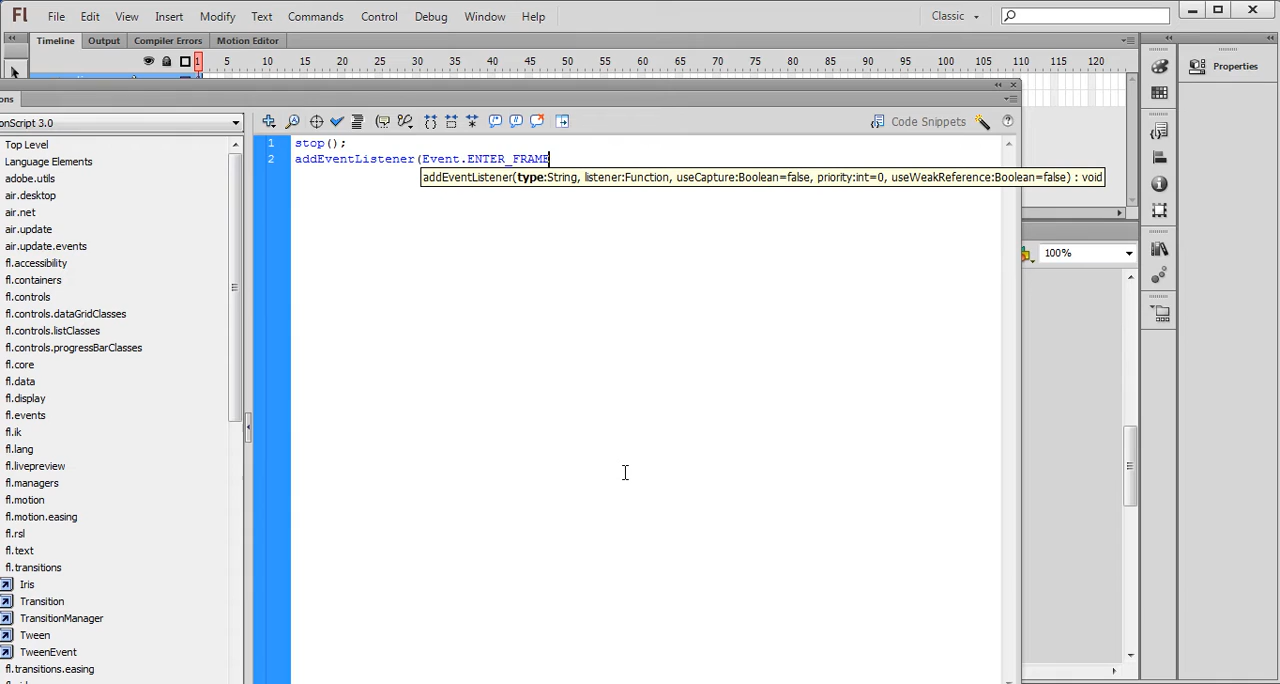 Fl File Edit View Insert Modify Text Commands Control Debug Window Help Classic
Timeline Output Compiler Errors Motion Editor
1 5 10 15 20 25 30 35 40 45 50 55 60 65 70 75 80 85 90 95 100 105 110 115 120
Properties
ons
onScript 3.0
Code Snippets
Top Level
Language Elements
adobe.utils
air.desktop
air.net
air.update
air.update.events
fl.accessibility
fl.containers
fl.controls
fl.controls.dataGridClasses
fl.controls.listClasses
fl.controls.progressBarClasses
fl.core
fl.data
fl.display
fl.events
fl.ik
fl.lang
fl.livepreview
fl.managers
fl.motion
fl.motion.easing
fl.rsl
fl.text
fl.transitions
Iris
Transition
TransitionManager
Tween
TweenEvent
fl.transitions.easing
1 stop();
2 addEventListener(Event.ENTER_FRAME
addEventListener(type:String, listener:Function, useCapture:Boolean=false, priority:int=0, useWeakReference:Boolean=false) : void
100%